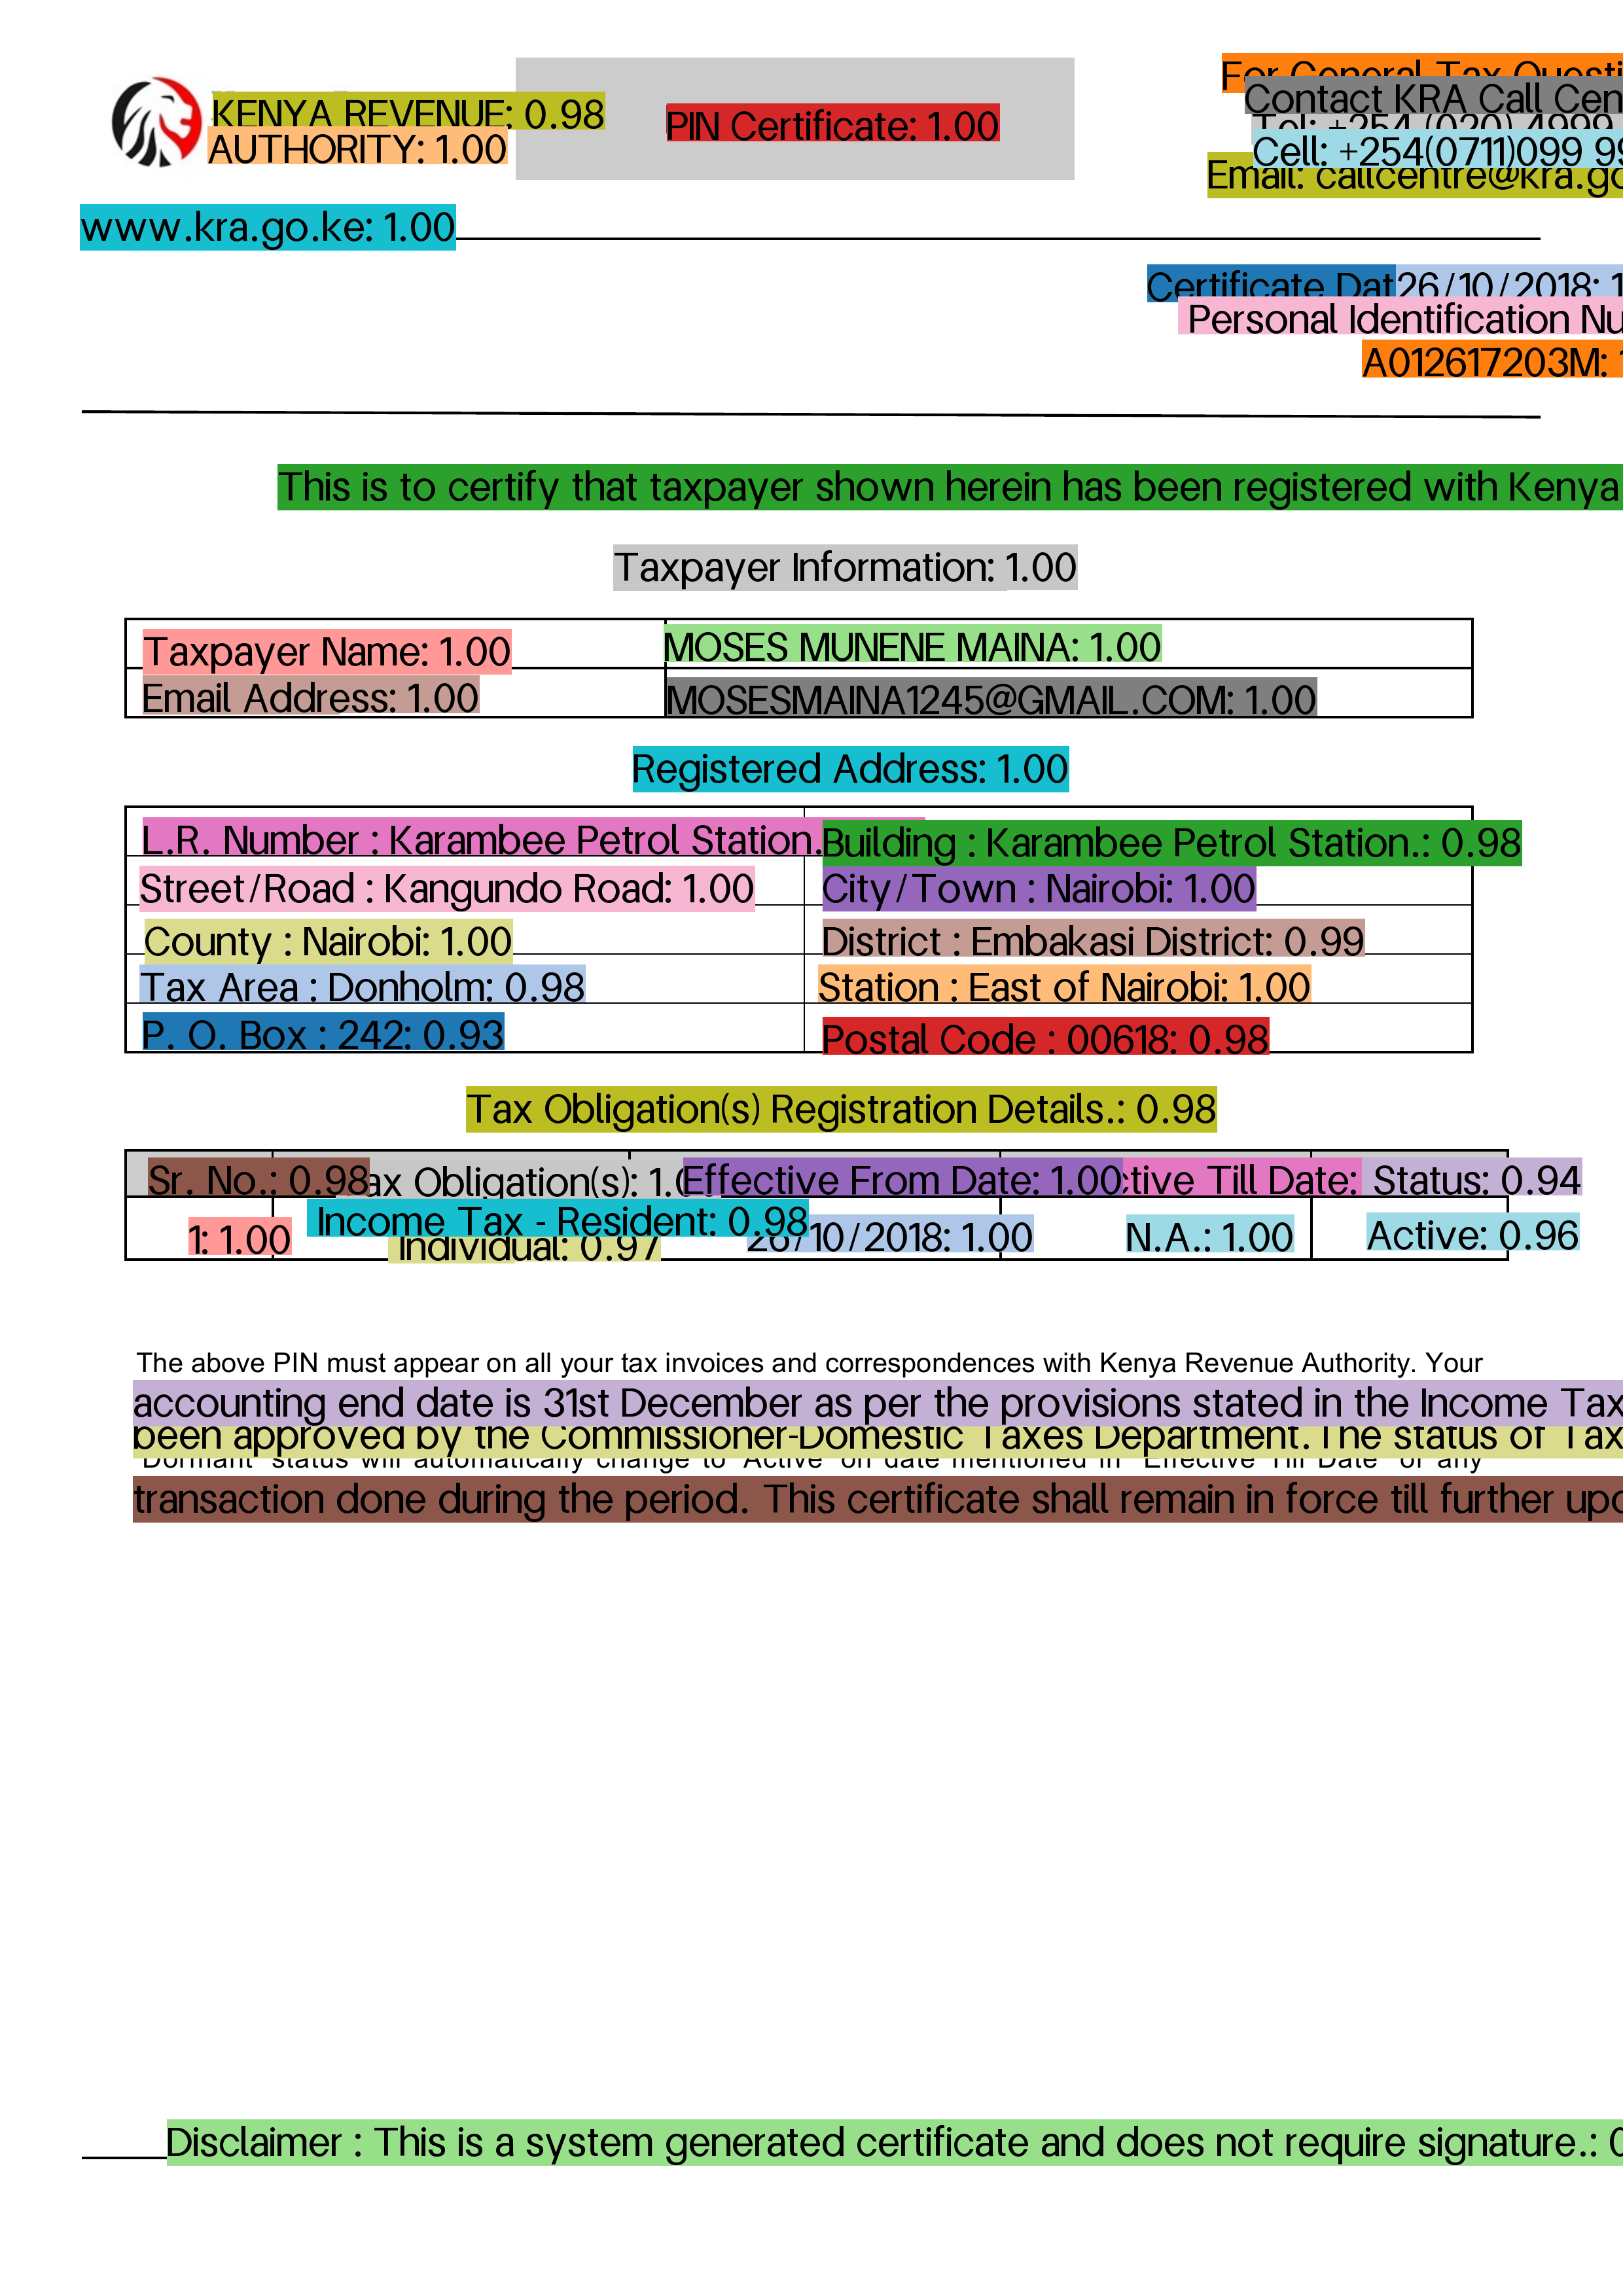 For General Tax Questi
KENYA REVENUE: 0.98
Contact KRA Call Cen
PIN Certificate: 1.00
Tel: +254 (020) 4999
AUTHORITY: 1.00
Cell: +254(0711)099 99
Email: callcentre@kra.go
www.kra.go.ke: 1.00
Certificate Dat 26/10/2018: 1
Personal Identification Nu
A012617203M: 1
This is to certify that taxpayer shown herein has been registered with Kenya
Taxpayer Information: 1.00
Taxpayer Name: 1.00 MOSES MUNENE MAINA: 1.00
Email Address: 1.00 MOSESMAINA1245@GMAIL.COM: 1.00
Registered Address: 1.00
L.R. Number : Karambee Petrol Station. Building : Karambee Petrol Station.: 0.98
Street/Road : Kangundo Road: 1.00 City/Town : Nairobi: 1.00
County : Nairobi: 1.00 District : Embakasi District: 0.99
Tax Area : Donholm: 0.98 Station : East of Nairobi: 1.00
P. O. Box : 242: 0.93 Postal Code : 00618: 0.98
Tax Obligation(s) Registration Details.: 0.98
Sr. No.: 0.98 ax Obligation(s): 1.0 Effective From Date: 1.00 ctive Till Date: Status: 0.94
Income Tax - Resident: 0.98
1: 1.00 26/10/2018: 1.00 N.A.: 1.00 Active: 0.96
Individual: 0.97
The above PIN must appear on all your tax invoices and correspondences with Kenya Revenue Authority. Your
accounting end date is 31st December as per the provisions stated in the Income Tax
been approved by the Commissioner-Domestic Taxes Department.The status of Tax
'Dormant' status will automatically change to 'Active' on date mentioned in 'Effective Till Date' or any
transaction done during the period. This certificate shall remain in force till further upd
Disclaimer : This is a system generated certificate and does not require signature.: 0